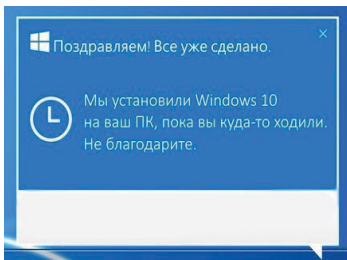 Поздравляем! Все уже сделано.
Мы установили Windows 10
на ваш ПК, пока вы куда-то ходили.
Не благодарите.